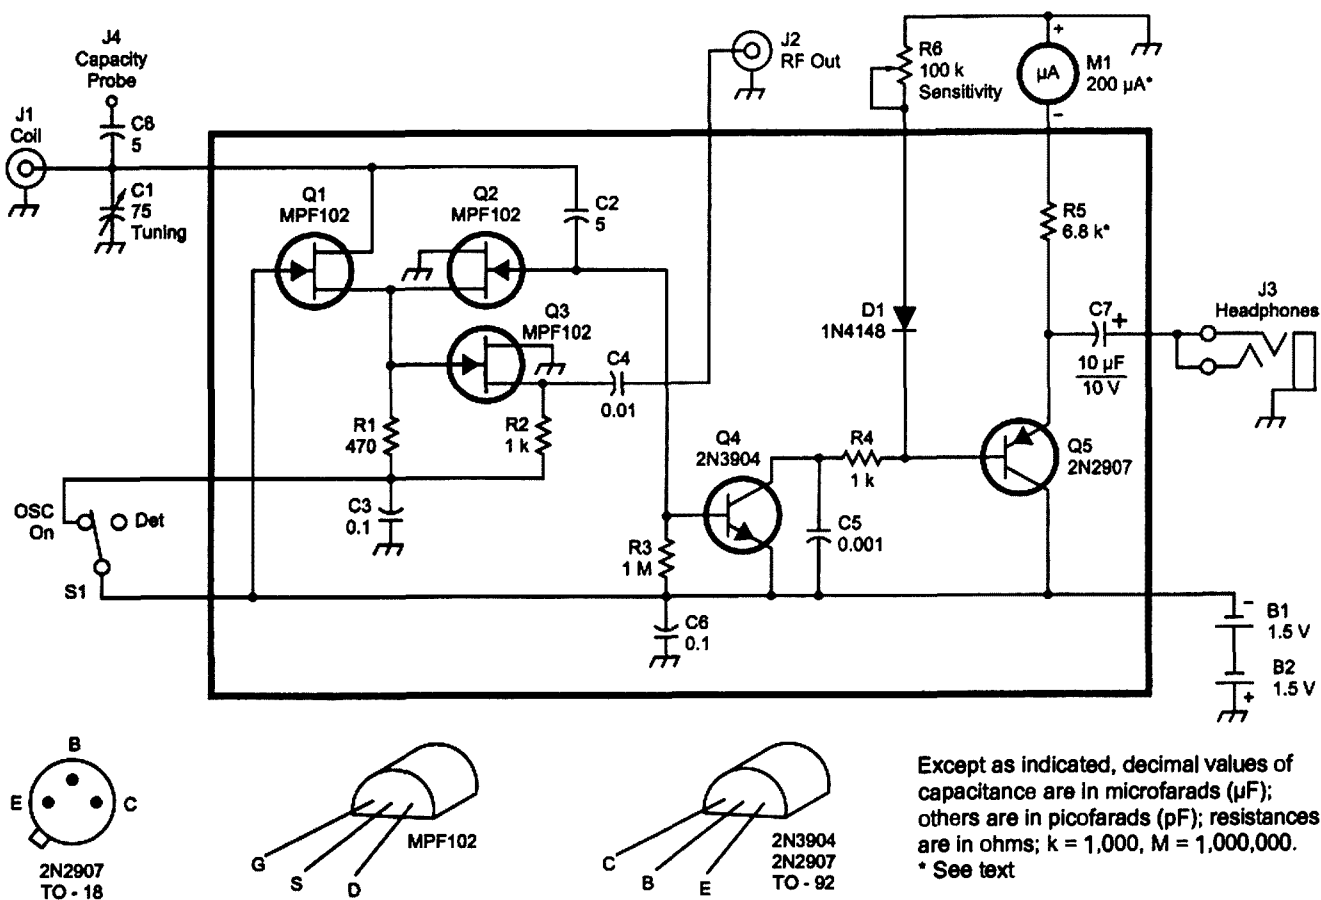 J4
Capacity
Probe
J1
Coil
C8
5
C1
75
Tuning
J2
RF Out
R6
100 k
Sensitivity
+
µA
M1
200 µA*
-
Q1
MPF102
Q2
MPF102
C2
5
R5
6.8 k*
Q3
MPF102
D1
1N4148
C7
+
10 µF
10 V
J3
Headphones
C4
0.01
R1
470
R2
1 k
Q4
2N3904
R4
1 k
Q5
2N2907
OSC
On
Det
S1
C3
0.1
R3
1 M
C5
0.001
C6
0.1
-
B1
1.5 V
B2
1.5 V
+
B
E
C
2N2907
TO - 18
G
S
D
MPF102
C
B
E
2N3904
2N2907
TO - 92
Except as indicated, decimal values of
capacitance are in microfarads (µF);
others are in picofarads (pF); resistances
are in ohms; k = 1,000, M = 1,000,000.
* See text